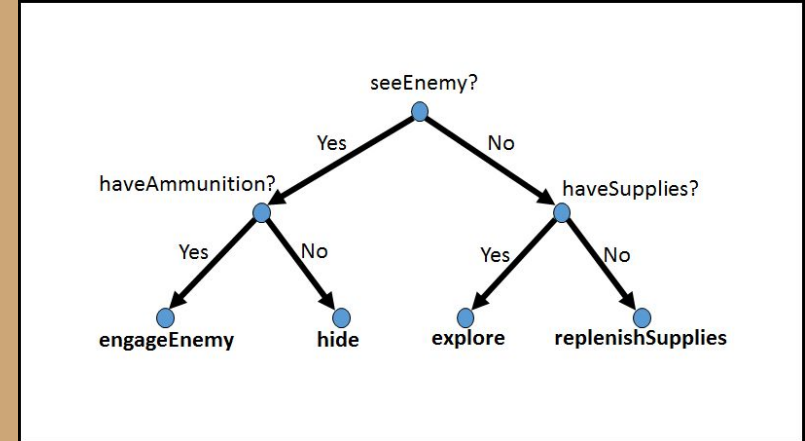 seeEnemy?
Yes
No
haveAmmunition?
haveSupplies?
Yes
No
Yes
No
engageEnemy
hide
explore
replenishSupplies